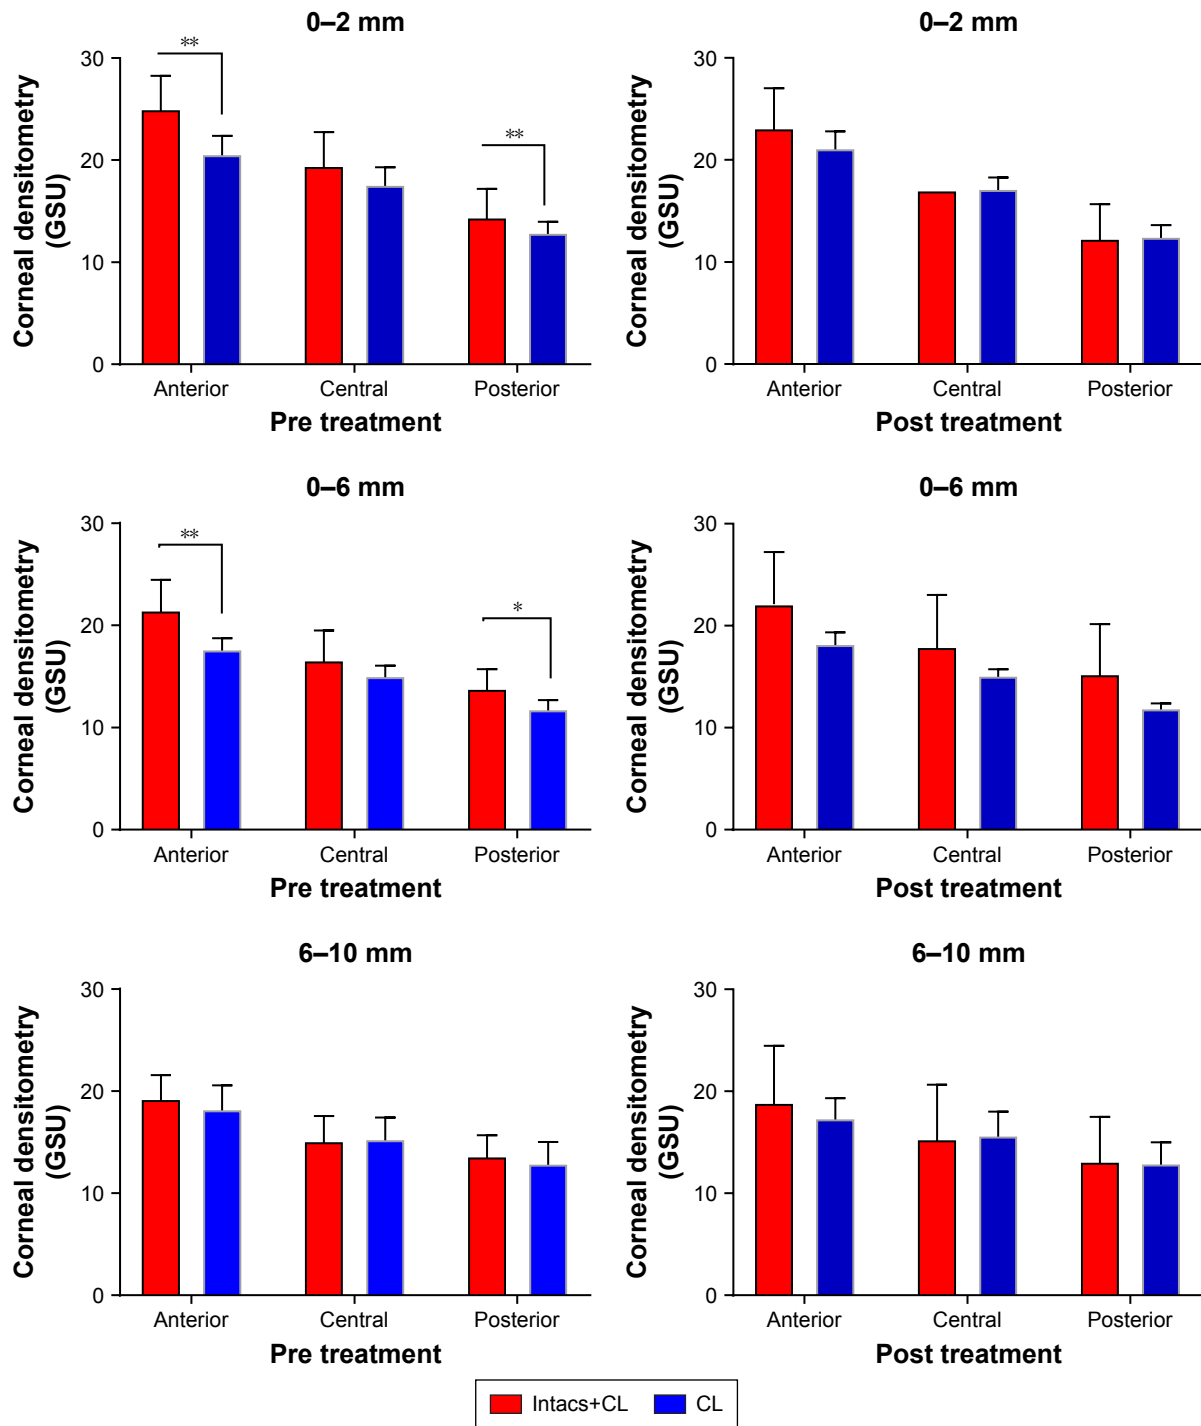 0–2 mm
Corneal densitometry
(GSU)
30
20
10
0
**
**
Anterior Central Posterior
Pre treatment
0–2 mm
Corneal densitometry
(GSU)
30
20
10
0
Anterior Central Posterior
Post treatment
0–6 mm
Corneal densitometry
(GSU)
30
20
10
0
**
*
Anterior Central Posterior
Pre treatment
0–6 mm
Corneal densitometry
(GSU)
30
20
10
0
Anterior Central Posterior
Post treatment
6–10 mm
Corneal densitometry
(GSU)
30
20
10
0
Anterior Central Posterior
Pre treatment
6–10 mm
Corneal densitometry
(GSU)
30
20
10
0
Anterior Central Posterior
Post treatment
Intacs+CL CL